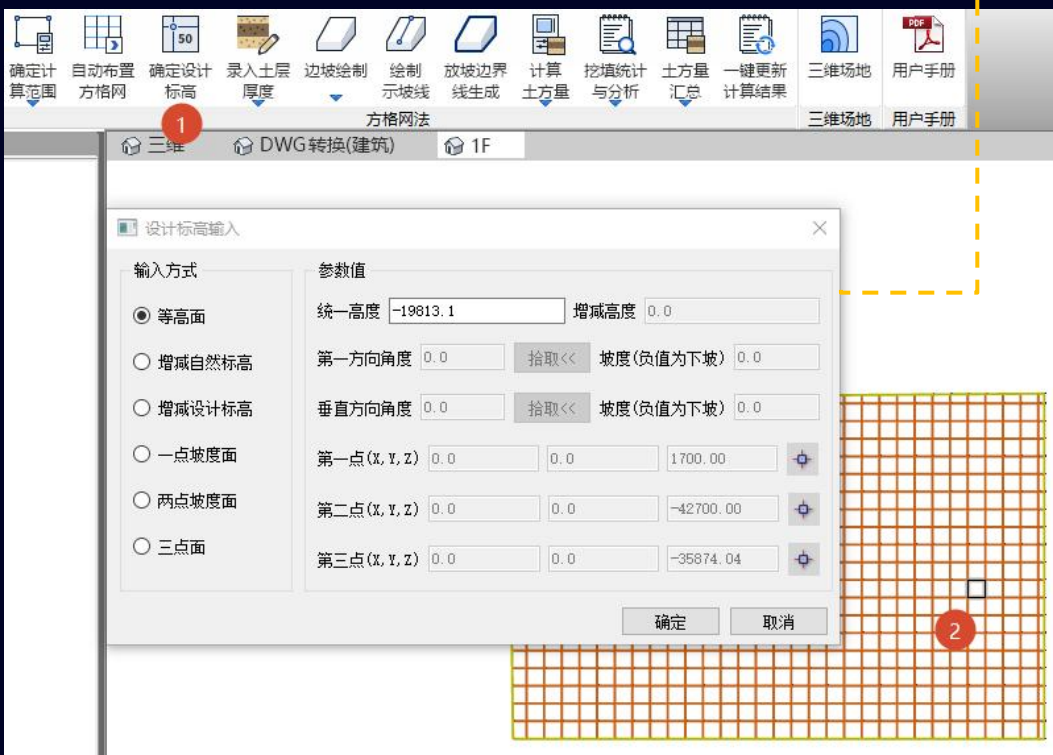 50
PDF
确定计算范围
自动布置方格网
确定设计标高
录入土层厚度
边坡绘制
绘制示坡线
放坡边界线生成
计算土方量
挖填统计与分析
土方量汇总
一键更新计算结果
三维场地
用户手册
方格网法
三维场地
用户手册
1
三维
DWG转换(建筑)
1F
设计标高输入
输入方式
等高面
增减自然标高
增减设计标高
一点坡度面
两点坡度面
三点面
参数值
统一高度 -19813.1 增减高度 0.0
第一方向角度 0.0 拾取<< 坡度(负值为下坡) 0.0
垂直方向角度 0.0 拾取<< 坡度(负值为下坡) 0.0
第一点(X,Y,Z) 0.0 0.0 1700.00
第二点(X,Y,Z) 0.0 0.0 -42700.00
第三点(X,Y,Z) 0.0 0.0 -35874.04
确定 取消
2